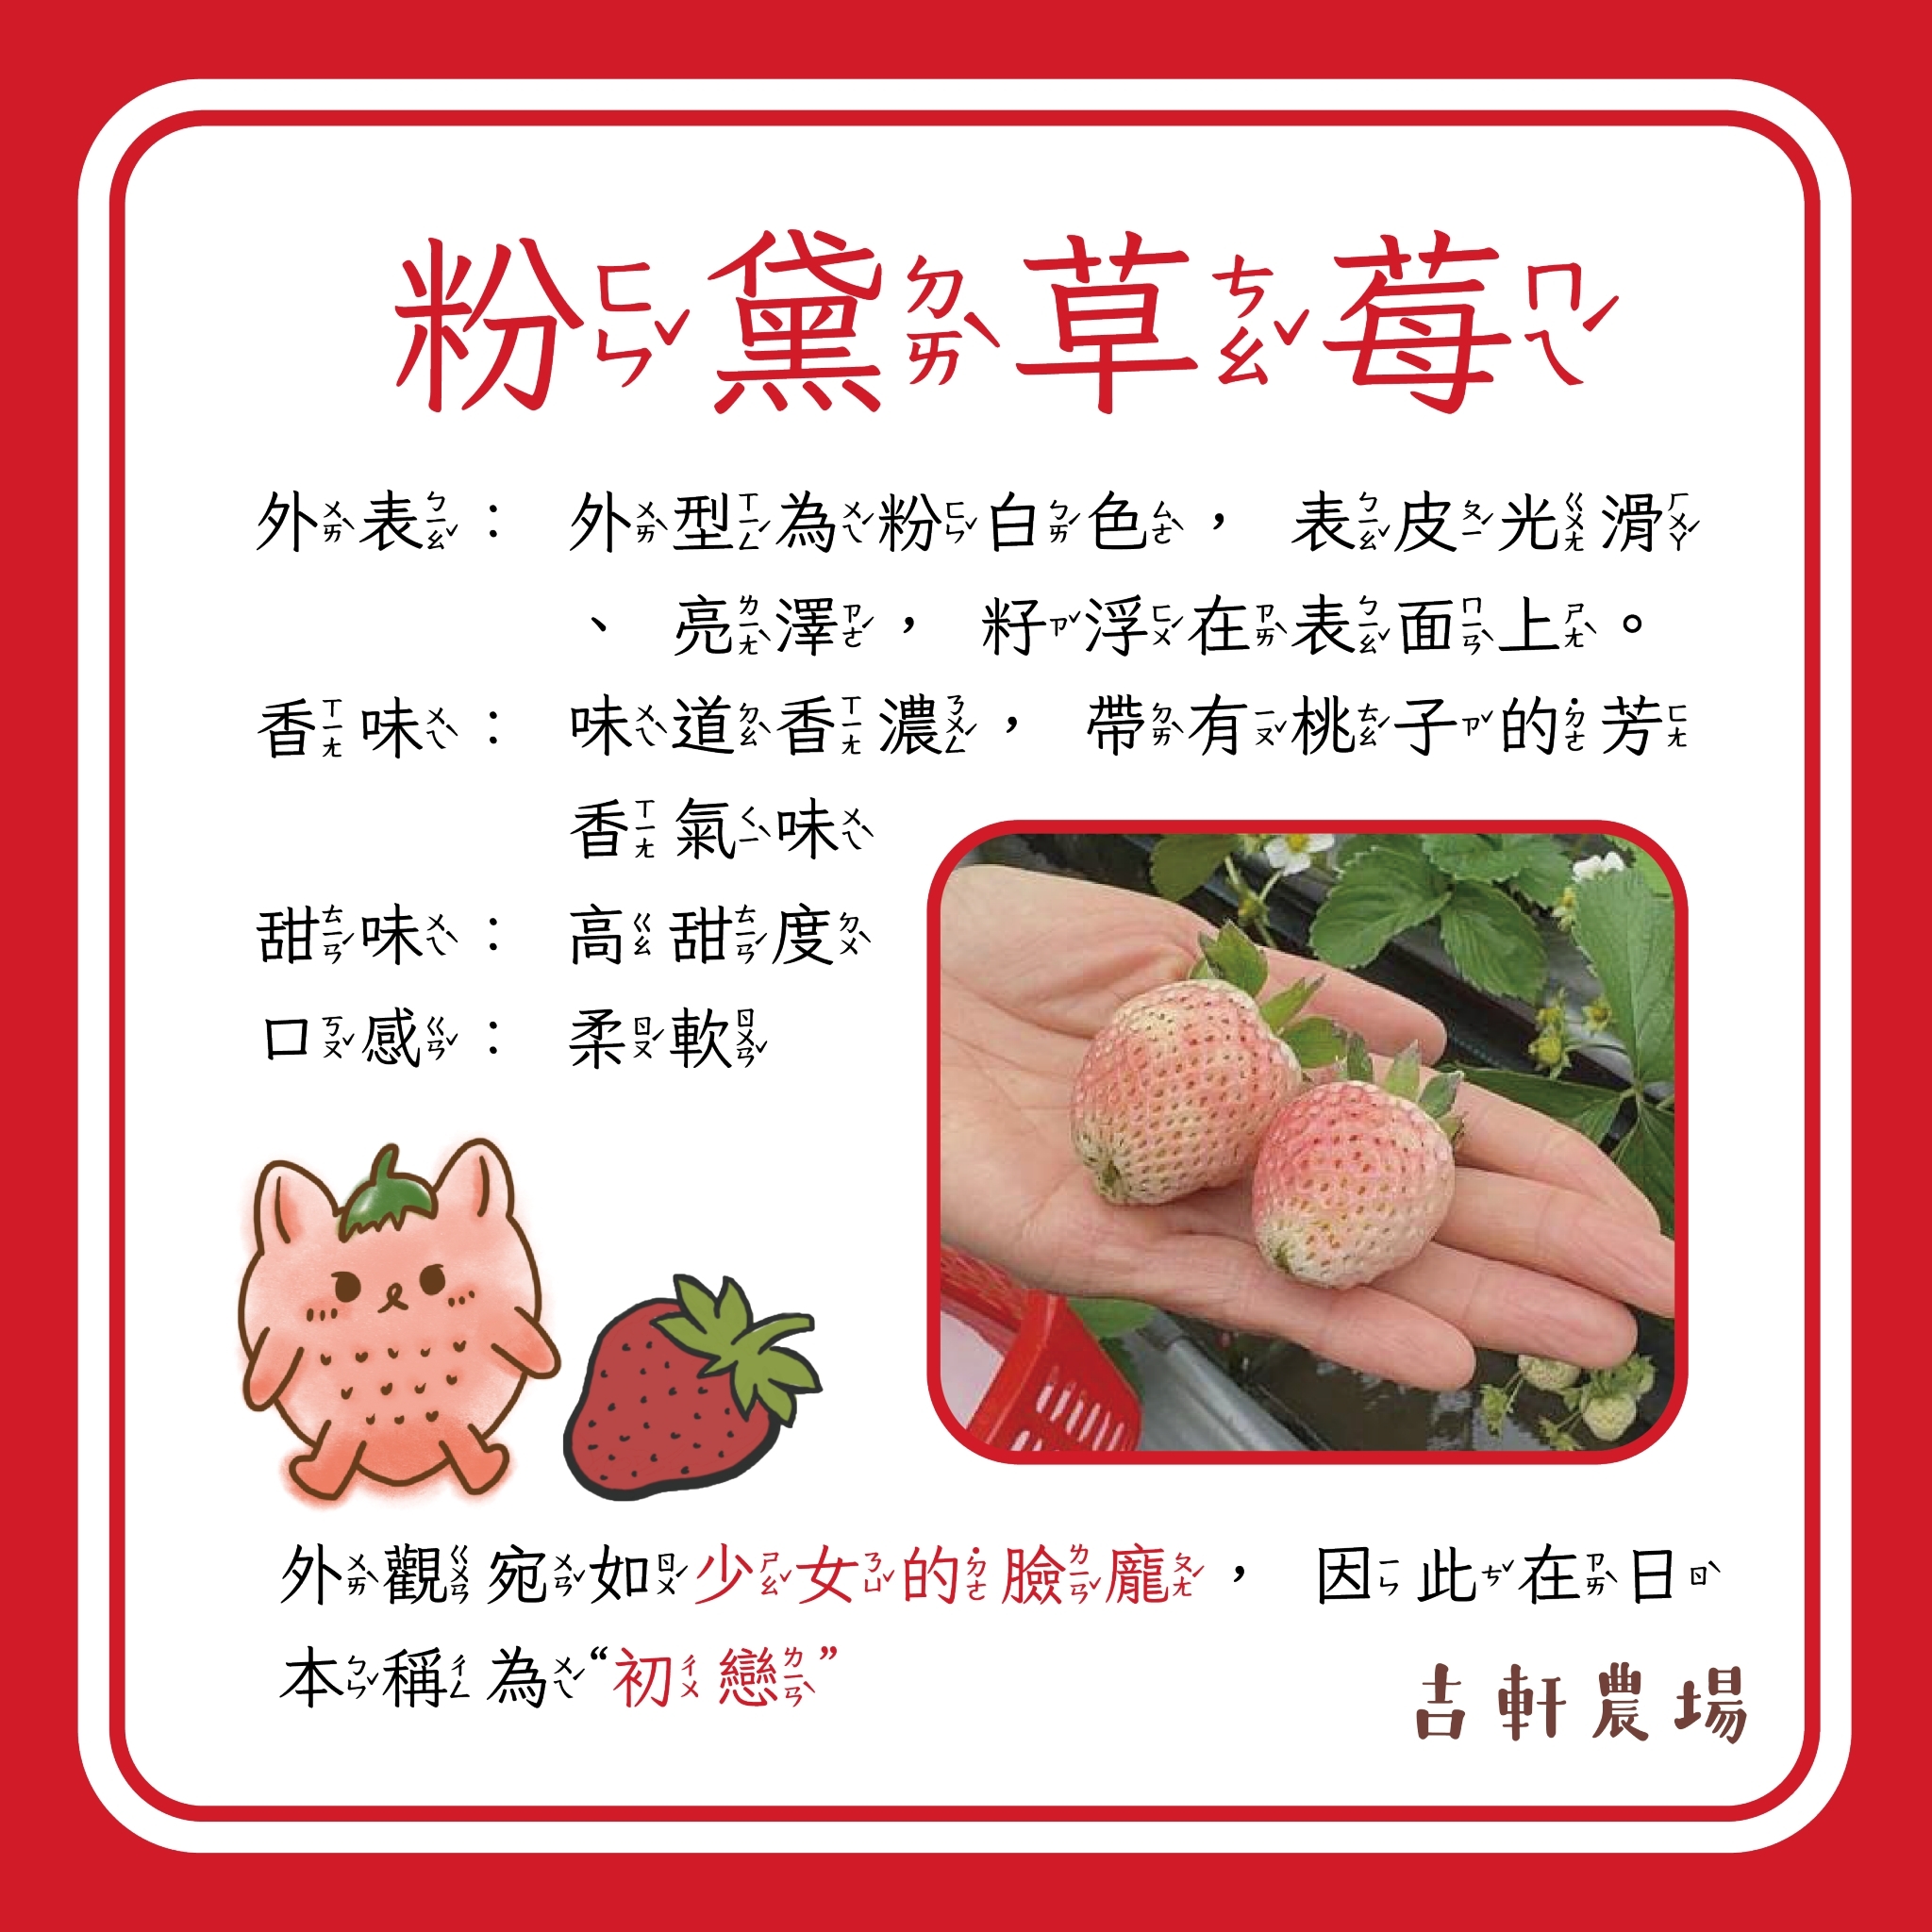 粉黛草莓
外表： 外型為粉白色， 表皮光滑
、 亮澤， 籽浮在表面上。
香味： 味道香濃， 帶有桃子的芳
香氣味
甜味： 高甜度
口感： 柔軟
外觀宛如少女的臉龐， 因此在日
本稱為“初戀”
吉軒農場